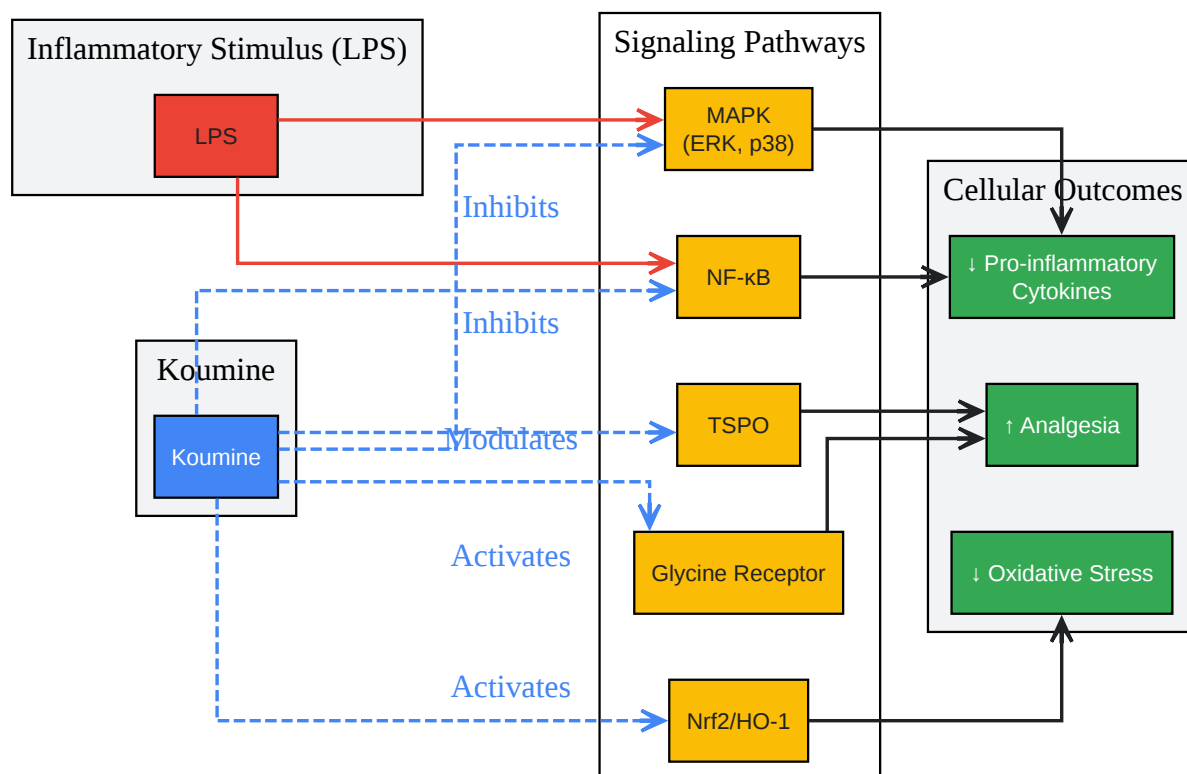 Inflammatory Stimulus (LPS)
LPS
Signaling Pathways
MAPK
(ERK, p38)
Inhibits
NF-κB
Inhibits
Cellular Outcomes
↓ Pro-inflammatory
Cytokines
Koumine
Koumine
Modulates
TSPO
↑ Analgesia
Activates
Glycine Receptor
↓ Oxidative Stress
Activates
Nrf2/HO-1